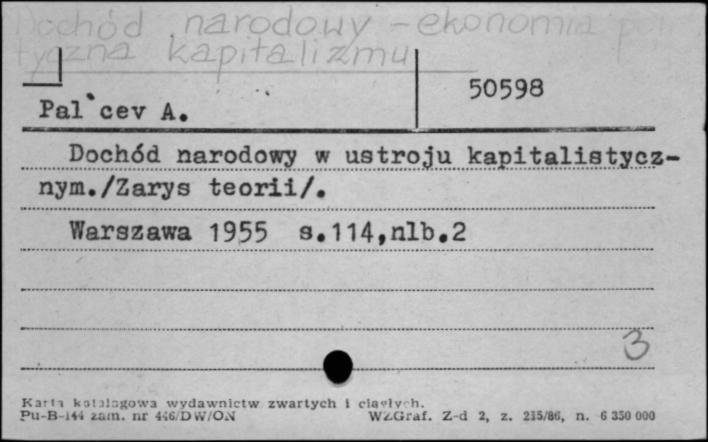 Dochód narodowy - ekonomia poli
tyczna kapitalizmu
50598
Pal`cev A.
Dochód narodowy w ustroju kapitalistycz-
nym./Zarys teorii/.
Warszawa 1955 s.114,nlb.2
3
Karta katalogowa wydawnictw zwartych i ciągłych.
Pu-B-144 zam. nr 446/DW/ON WZGraf. Z-d 2, z. 215/86, n. 6 350 000